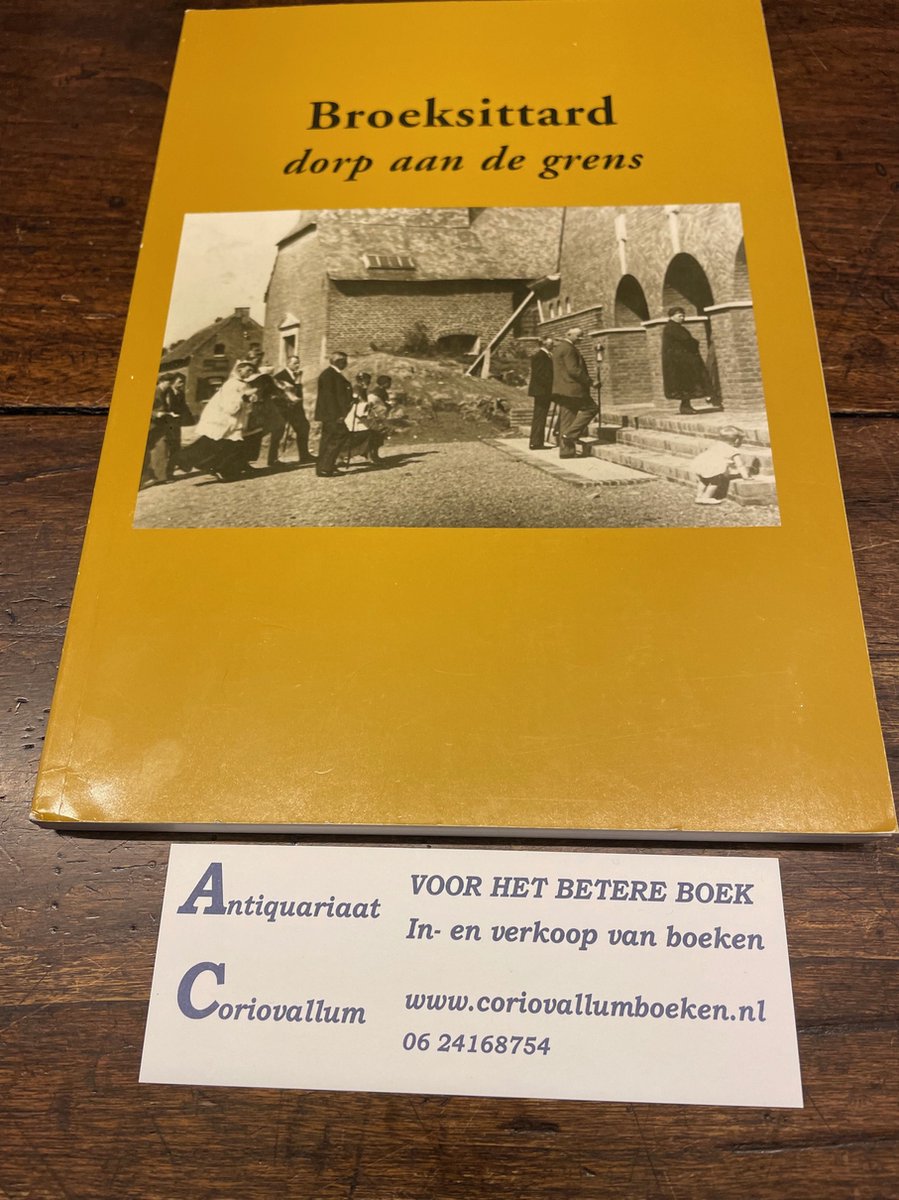 Broeksittard
dorp aan de grens
Antiquariaat
Coriovallum
VOOR HET BETERE BOEK
In- en verkoop van boeken
www.coriovallumboeken.nl
06 24168754